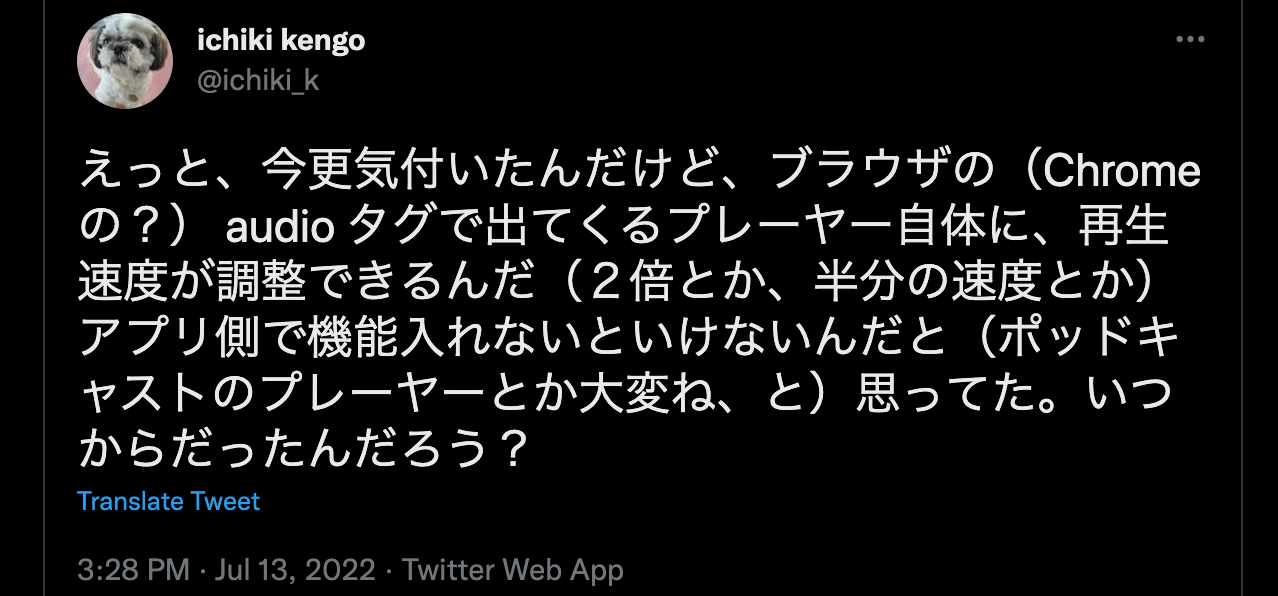 ichiki kengo
@ichiki_k
えっと、今更気付いたんだけど、ブラウザの（Chrome
の？） audio タグで出てくるプレーヤー自体に、再生
速度が調整できるんだ（２倍とか、半分の速度とか）
アプリ側で機能入れないといけないんだと（ポッドキ
ャストのプレーヤーとか大変ね、と）思ってた。いつ
からだったんだろう？
Translate Tweet
3:28 PM · Jul 13, 2022 · Twitter Web App